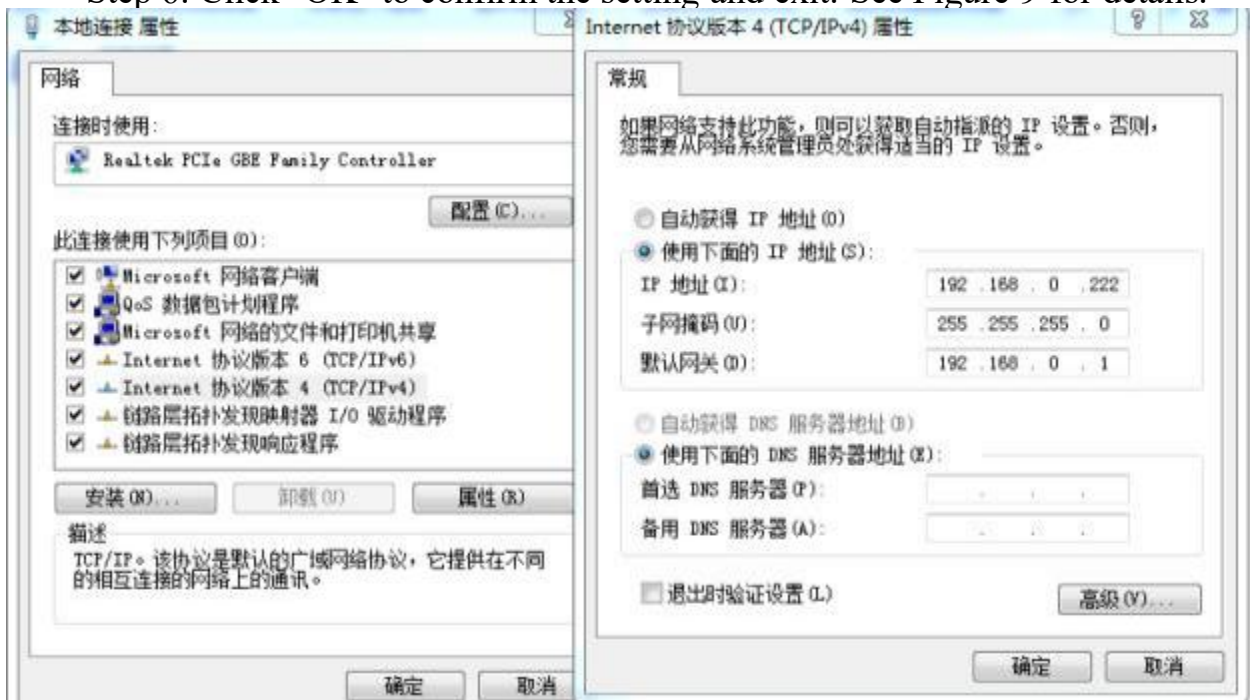 Step 6: Click "OK" to confirm the setting and exit. See Figure 9 for details.
本地连接 属性
网络
连接时使用:
Realtek PCIe GBE Family Controller
配置(C)...
此连接使用下列项目(O):
Microsoft 网络客户端
QoS 数据包计划程序
Microsoft 网络的文件和打印机共享
Internet 协议版本 6 (TCP/IPv6)
Internet 协议版本 4 (TCP/IPv4)
链路层拓扑发现映射器 I/O 驱动程序
链路层拓扑发现响应程序
安装(N)...
卸载(U)
属性(R)
描述
TCP/IP。该协议是默认的广域网络协议,它提供在不同
的相互连接的网络上的通讯。
确定
取消
Internet 协议版本 4 (TCP/IPv4) 属性
常规
如果网络支持此功能,则可以获取自动指派的 IP 设置。否则,
您需要从网络系统管理员处获得适当的 IP 设置。
自动获得 IP 地址(O)
使用下面的 IP 地址(S):
IP 地址(I): 192 .168 . 0 .222
子网掩码(U): 255 .255 .255 . 0
默认网关(D): 192 .168 . 0 . 1
自动获得 DNS 服务器地址(B)
使用下面的 DNS 服务器地址(E):
首选 DNS 服务器(P): . . .
备用 DNS 服务器(A): . . .
退出时验证设置(L)
高级(V)...
确定
取消